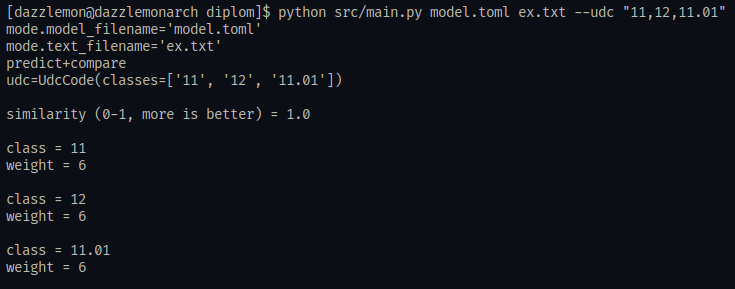 [dazzlemon@dazzlemonarch diplom]$ python src/main.py model.toml ex.txt --udc "11,12,11.01"
mode.model_filename='model.toml'
mode.text_filename='ex.txt'
predict+compare
udc=UdcCode(classes=['11', '12', '11.01'])
similarity (0-1, more is better) = 1.0
class = 11
weight = 6
class = 12
weight = 6
class = 11.01
weight = 6